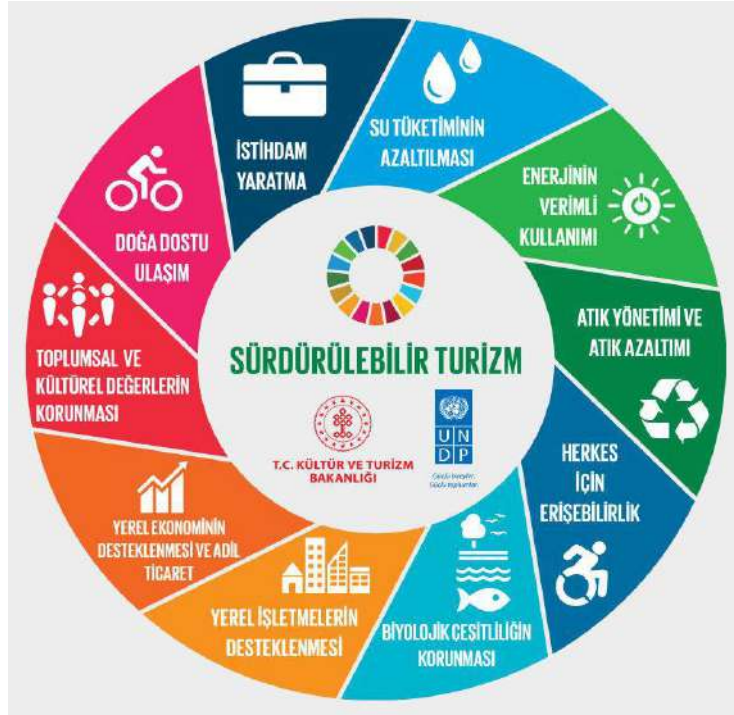 İSTİHDAM
YARATMA
SU TÜKETİMİNİN
AZALTILMASI
ENERJİNİN
VERİMLİ
KULLANIMI
ATIK YÖNETİMİ VE
ATIK AZALTIMI
HERKES
İÇİN
ERİŞEBİLİRLİK
BİYOLOJİK ÇEŞİTLİLİĞİN
KORUNMASI
YEREL İŞLETMELERİN
DESTEKLENMESİ
YEREL EKONOMİNİN
DESTEKLENMESİ VE ADİL
TİCARET
TOPLUMSAL VE
KÜLTÜREL DEĞERLERİN
KORUNMASI
DOĞA DOSTU
ULAŞIM
SÜRDÜRÜLEBİLİR TURİZM
T.C. KÜLTÜR VE TURİZM
BAKANLIĞI
U N
D P